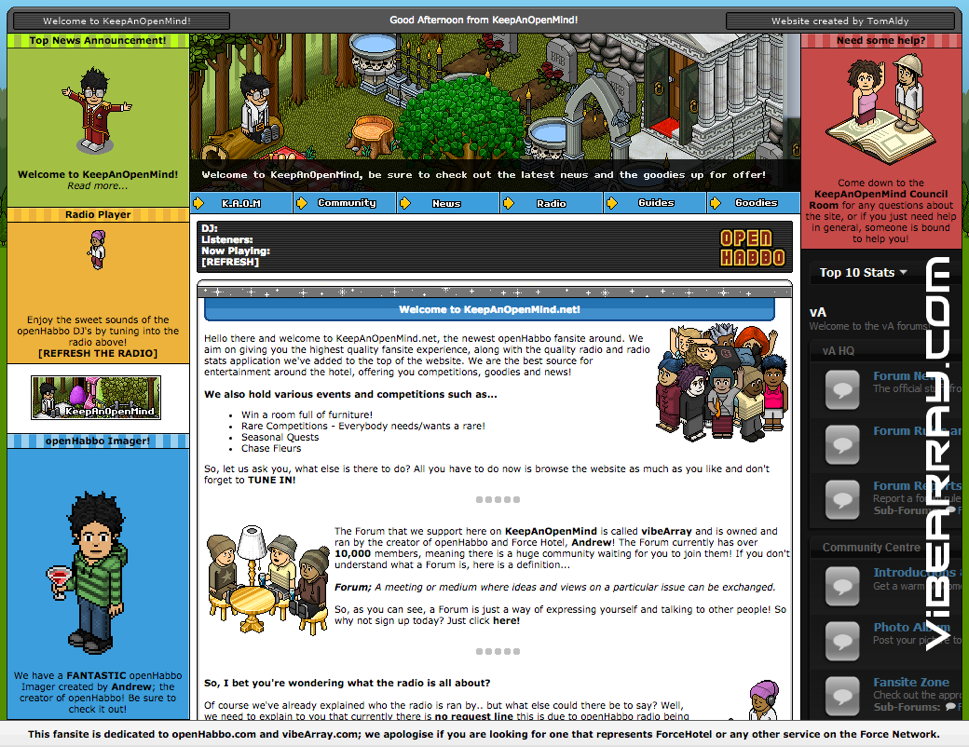 Welcome to KeepAnOpenMind!
Good Afternoon from KeepAnOpenMind!
Website created by TomAldy
Top News Announcement!
Welcome to KeepAnOpenMind!
Read more...
Radio Player
Enjoy the sweet sounds of the
openHabbo DJ's by tuning into the
radio above!
[REFRESH THE RADIO]
KeepAnOpenMind
openHabbo Imager!
We have a FANTASTIC openHabbo
Imager created by Andrew; the
creator of openHabbo! Be sure to
check it out!
Welcome to KeepAnOpenMind, be sure to check out the latest news and the goodies up for offer!
K.A.O.M
Community
News
Radio
Guides
Goodies
DJ:
Listeners:
Now Playing:
[REFRESH]
OPEN
HABBO
Welcome to KeepAnOpenMind.net!
Hello there and welcome to KeepAnOpenMind.net, the newest openHabbo fansite around. We
aim on giving you the highest quality fansite experience, along with the quality radio and radio
stats application we've added to the top of the website. We are the best source for
entertainment around the hotel, offering you competitions, goodies and news!
We also hold various events and competitions such as...
• Win a room full of furniture!
• Rare Competitions - Everybody needs/wants a rare!
• Seasonal Quests
• Chase Fleurs
So, let us ask you, what else is there to do? All you have to do now is browse the website as much as you like and don't
forget to TUNE IN!
The Forum that we support here on KeepAnOpenMind is called vibeArray and is owned and
ran by the creator of openHabbo and Force Hotel, Andrew! The Forum currently has over
10,000 members, meaning there is a huge community waiting for you to join them! If you don't
understand what a Forum is, here is a definition...
Forum; A meeting or medium where ideas and views on a particular issue can be exchanged.
So, as you can see, a Forum is just a way of expressing yourself and talking to other people! So
why not sign up today? Just click here!
So, I bet you're wondering what the radio is all about?
Of course we've already explained who the radio is ran by.. but what else could there be to say? Well,
we need to explain to you that currently there is no request line this is due to openHabbo radio being
Need some help?
Come down to the
KeepAnOpenMind Council
Room for any questions about
the site, or if you just need help
in general, someone is bound
to help you!
Top 10 Stats
vA
Welcome to the vA forums!
vA HQ
Forum
The official
Forum
Forum
Report a
Sub-Forums:
Community Centre
Introductions
Get a warm
Photo Album
Post your picture to
Fansite Zone
Check out the
Sub-Forums:
ViBEARRAY.COM
This fansite is dedicated to openHabbo.com and vibeArray.com; we apologise if you are looking for one that represents ForceHotel or any other service on the Force Network.